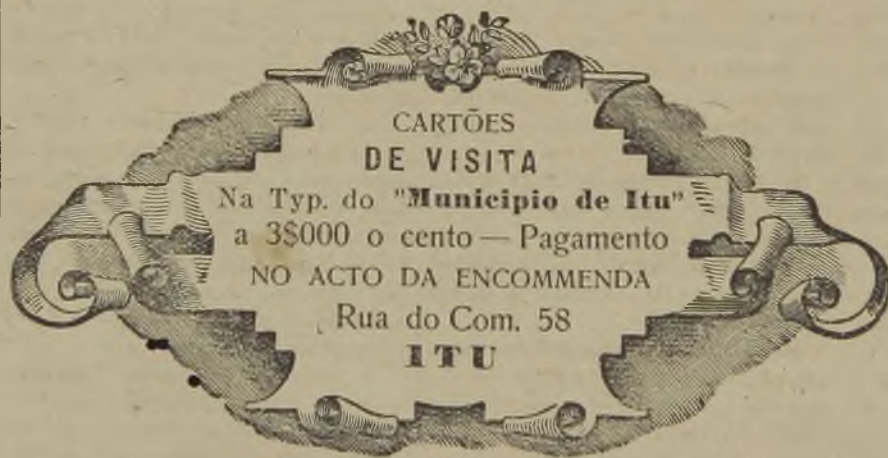 CARTÕES
DE VISITA
Na Typ. do "Municipio de Itu"
a 3$000 o cento — Pagamento
NO ACTO DA ENCOMMENDA
Rua do Com. 58
ITU